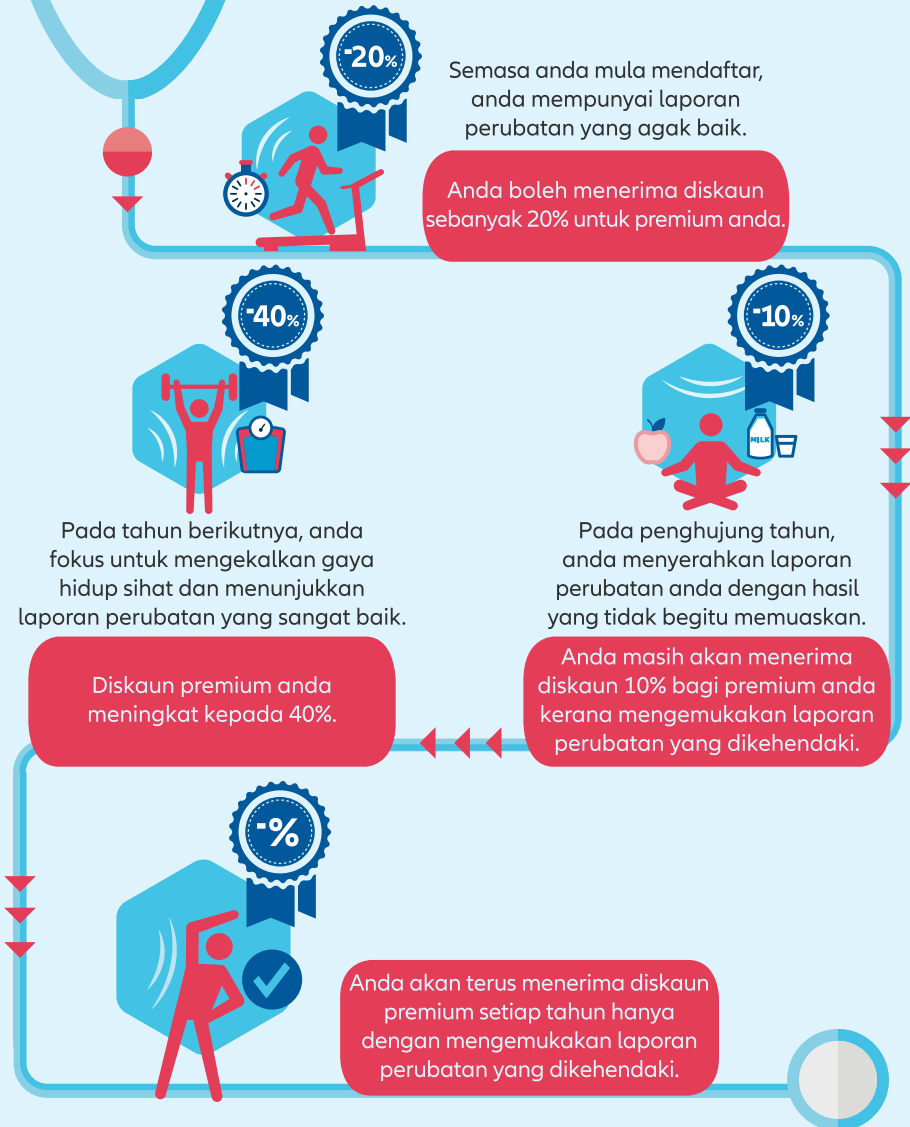 -20%
Semasa anda mula mendaftar,
anda mempunyai laporan
perubatan yang agak baik.
Anda boleh menerima diskaun
sebanyak 20% untuk premium anda.
-10%
MILK
Pada penghujung tahun,
anda menyerahkan laporan
perubatan anda dengan hasil
yang tidak begitu memuaskan.
Anda masih akan menerima
diskaun 10% bagi premium anda
kerana mengemukakan laporan
perubatan yang dikehendaki.
-40%
Pada tahun berikutnya, anda
fokus untuk mengekalkan gaya
hidup sihat dan menunjukkan
laporan perubatan yang sangat baik.
Diskaun premium anda
meningkat kepada 40%.
-%
Anda akan terus menerima diskaun
premium setiap tahun hanya
dengan mengemukakan laporan
perubatan yang dikehendaki.